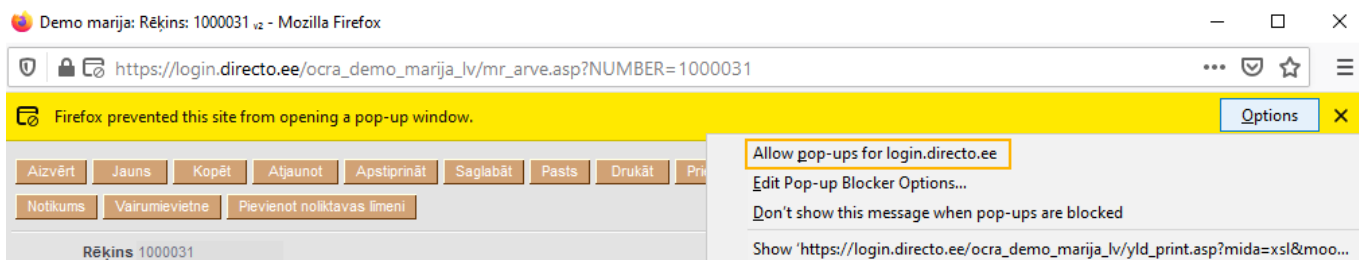 Demo marija: Rēķins: 1000031 v2 - Mozilla Firefox
https://login.directo.ee/ocra_demo_marija_lv/mr_arve.asp?NUMBER=1000031
Firefox prevented this site from opening a pop-up window.
Options
Allow pop-ups for login.directo.ee
Edit Pop-up Blocker Options...
Don't show this message when pop-ups are blocked
Show 'https://login.directo.ee/ocra_demo_marija_lv/yld_print.asp?mida=xsl&moo...
Aizvērt Jauns Kopēt Atjaunot Apstiprināt Saglabāt Pasts Drukāt
Notikums Vairumievietne Pievienot noliktavas līmeni
Rēķins 1000031